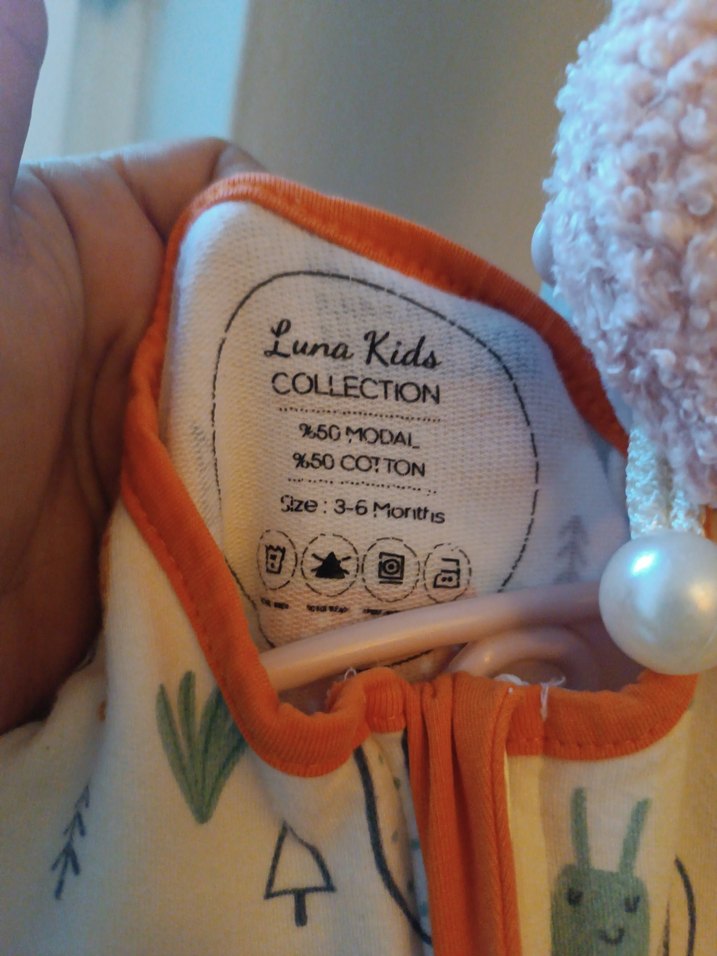 Luna Kids
COLLECTION
%50 MODAL
%50 COTTON
Size : 3-6 Months